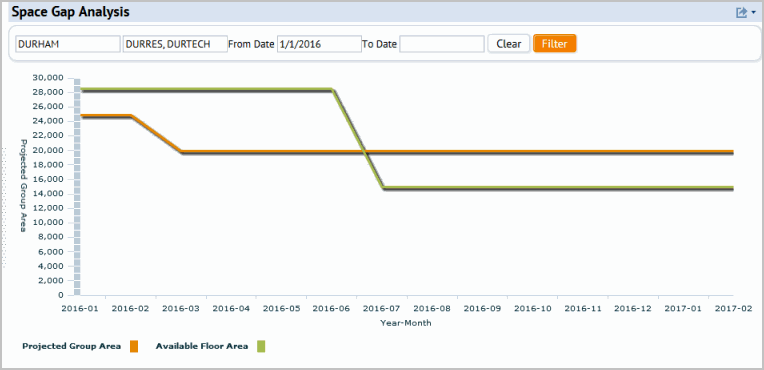 Space Gap Analysis
DURHAM DURRES, DURTECH From Date 1/1/2016 To Date Clear Filter
30,000
28,000
26,000
24,000
22,000
20,000
18,000
16,000
14,000
12,000
10,000
8,000
6,000
4,000
2,000
0
Projected Group Area
2016-01 2016-02 2016-03 2016-04 2016-05 2016-06 2016-07 2016-08 2016-09 2016-10 2016-11 2016-12 2017-01 2017-02
Year-Month
Projected Group Area Available Floor Area